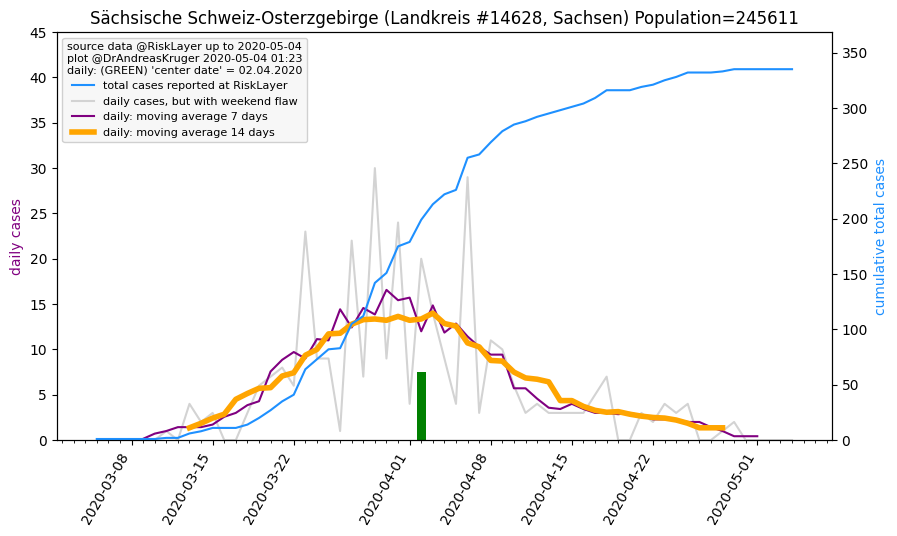 Sächsische Schweiz-Osterzgebirge (Landkreis #14628, Sachsen) Population=245611
source data @RiskLayer up to 2020-05-04
plot @DrAndreasKruger 2020-05-04 01:23
daily: (GREEN) 'center date' = 02.04.2020
total cases reported at RiskLayer
daily cases, but with weekend flaw
daily: moving average 7 days
daily: moving average 14 days
daily cases
45
40
35
30
25
20
15
10
5
0
cumulative total cases
350
300
250
200
150
100
50
0
2020-03-08
2020-03-15
2020-03-22
2020-04-01
2020-04-08
2020-04-15
2020-04-22
2020-05-01